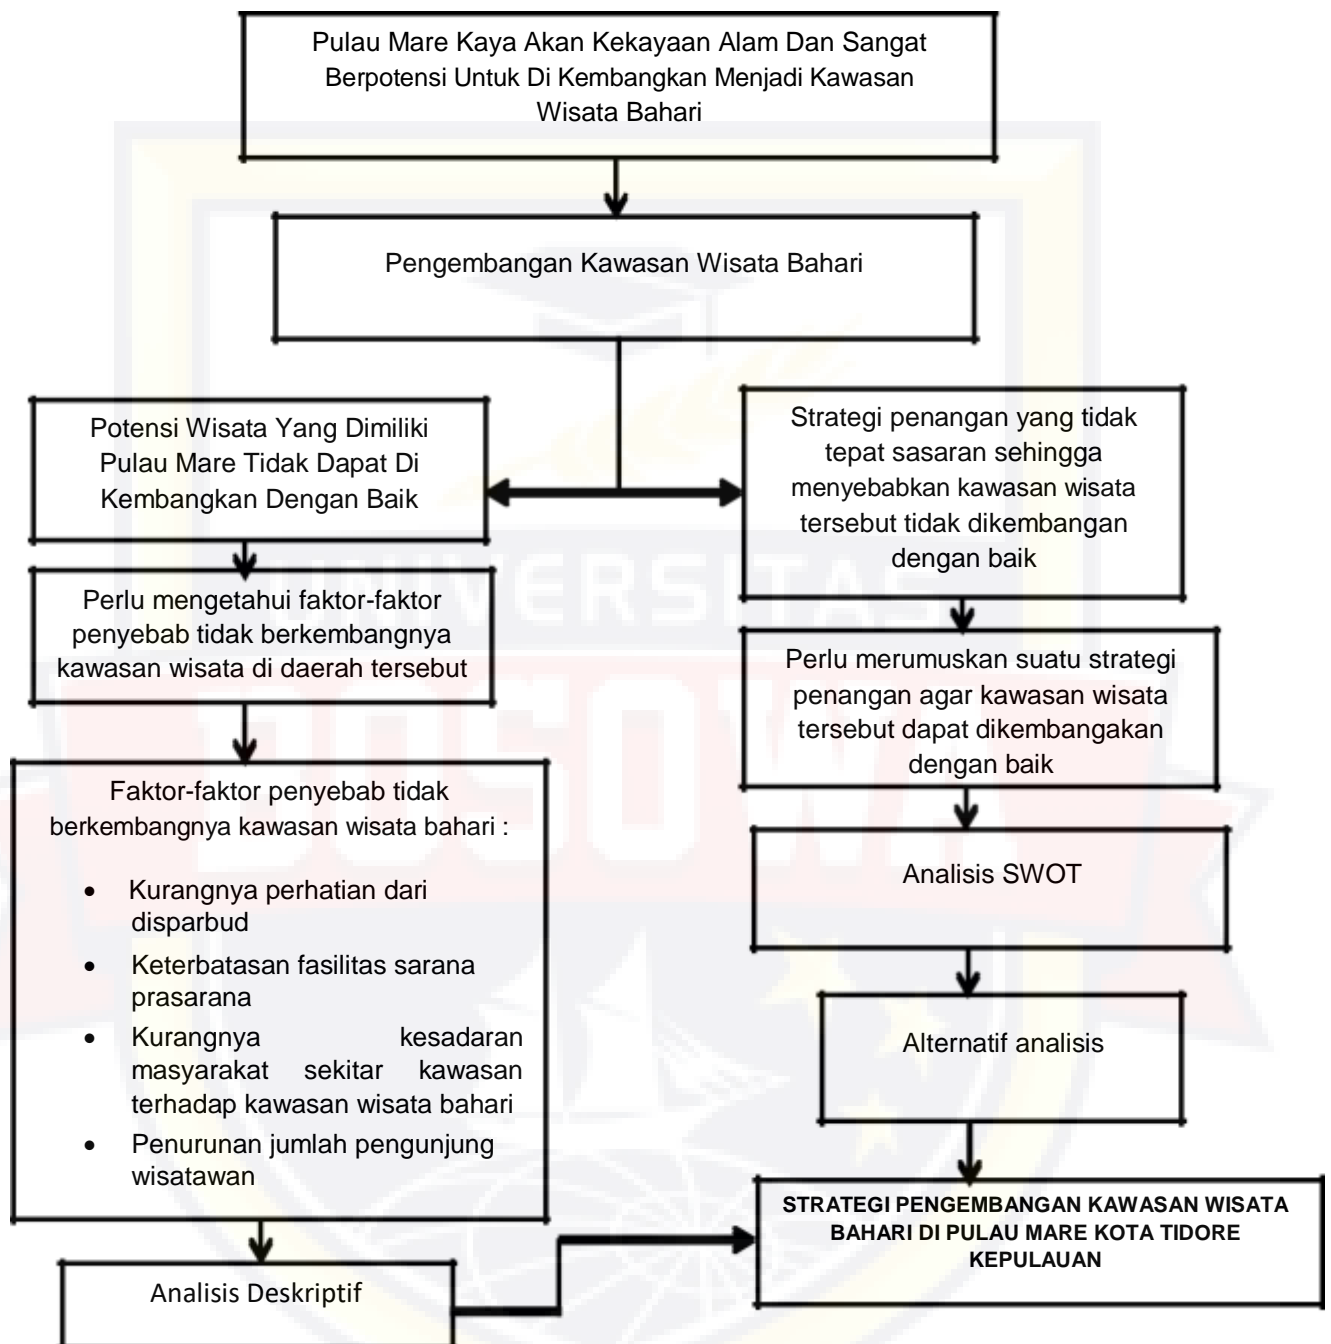 Pulau Mare Kaya Akan Kekayaan Alam Dan Sangat
Berpotensi Untuk Di Kembangkan Menjadi Kawasan
Wisata Bahari
Pengembangan Kawasan Wisata Bahari
Potensi Wisata Yang Dimiliki
Pulau Mare Tidak Dapat Di
Kembangkan Dengan Baik
Perlu mengetahui faktor-faktor
penyebab tidak berkembangnya
kawasan wisata di daerah tersebut
Faktor-faktor penyebab tidak
berkembangnya kawasan wisata bahari :
• Kurangnya perhatian dari
disparbud
• Keterbatasan fasilitas sarana
prasarana
• Kurangnya kesadaran
masyarakat sekitar kawasan
terhadap kawasan wisata bahari
• Penurunan jumlah pengunjung
wisatawan
Analisis Deskriptif
Strategi penangan yang tidak
tepat sasaran sehingga
menyebabkan kawasan wisata
tersebut tidak dikembangan
dengan baik
Perlu merumuskan suatu strategi
penangan agar kawasan wisata
tersebut dapat dikembangakan
dengan baik
Analisis SWOT
Alternatif analisis
STRATEGI PENGEMBANGAN KAWASAN WISATA
BAHARI DI PULAU MARE KOTA TIDORE
KEPULAUAN
UNIVERSITAS
BOSOWA